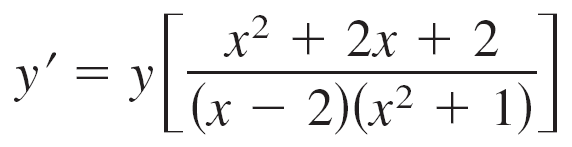 y′ = y[(x² + 2x + 2)/((x − 2)(x² + 1))]